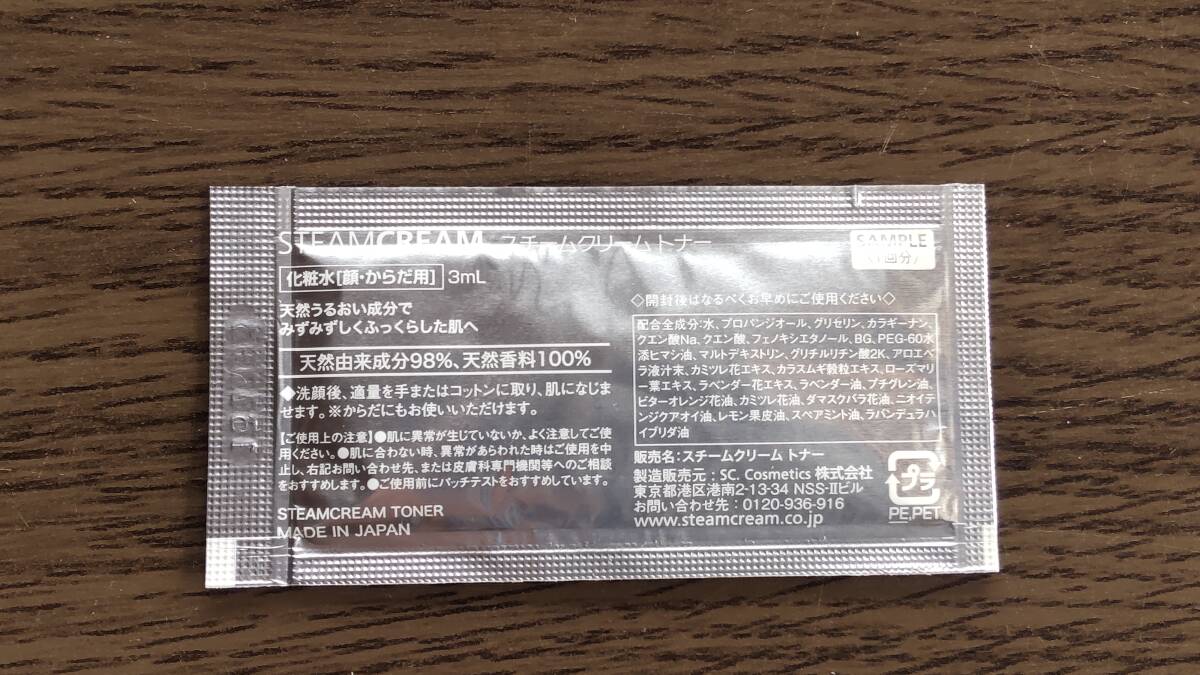 STEAMCREAM スチームクリームトナー
SAMPLE
(1回分)
化粧水[顔・からだ用] 3mL
天然うるおい成分で
みずみずしくふっくらした肌へ
天然由来成分98%、天然香料100%
◆洗顔後、適量を手またはコットンに取り、肌になじま
せます。※からだにもお使いいただけます。
【ご使用上の注意】●肌に異常が生じていないか、よく注意してご使
用ください。●肌に合わない時、異常があらわれた時はご使用を中
止し、右記お問い合わせ先、または皮膚科専門機関等へのご相談
をおすすめします。●ご使用前にパッチテストをおすすめしています。
STEAMCREAM TONER
MADE IN JAPAN
◇開封後はなるべくお早めにご使用ください◇
配合全成分:水、プロパンジオール、グリセリン、カラギーナン、
クエン酸Na、クエン酸、フェノキシエタノール、BG、PEG-60水
添ヒマシ油、マルトデキストリン、グリチルリチン酸2K、アロエベ
ラ液汁末、カミツレ花エキス、カラスムギ穀粒エキス、ローズマリ
ー葉エキス、ラベンダー花エキス、ラベンダー油、プチグレン油、
ビターオレンジ花油、カミツレ花油、ダマスクバラ花油、ニオイテ
ンジクアオイ油、レモン果皮油、スペアミント油、ラバンデュラハ
イブリダ油
販売名:スチームクリーム トナー
製造販売元:SC. Cosmetics 株式会社
東京都港区港南2-13-34 NSS-Ⅱビル
お問い合わせ先:0120-936-916
www.steamcream.co.jp
プラ
PE,PET